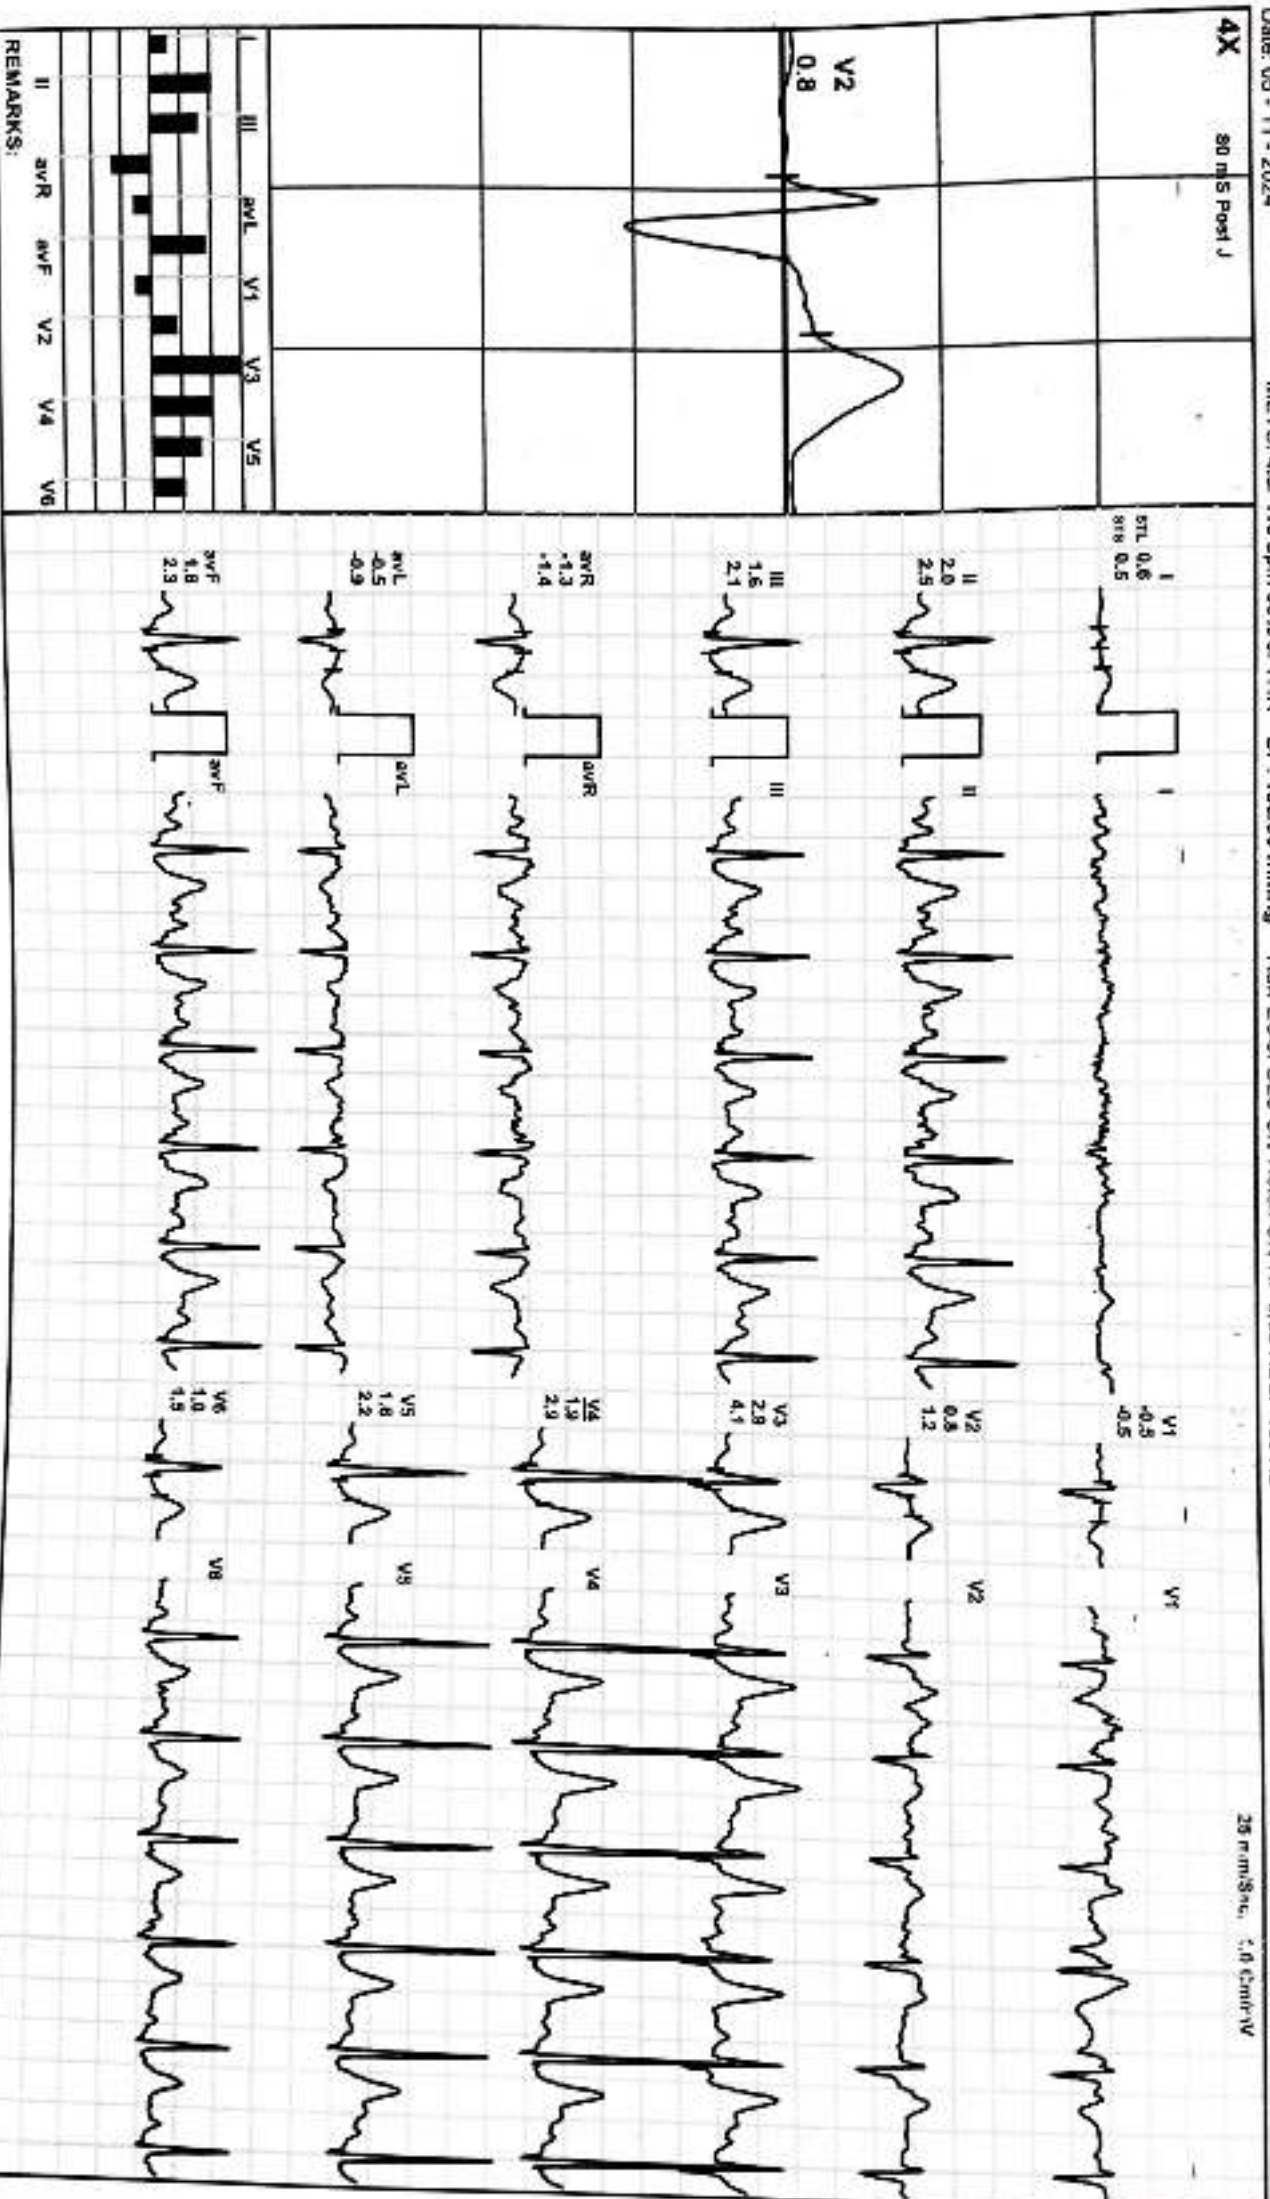 4X
80 mS Post J
25 mm/Sec. 1.0 Cm/mV
V2
0.8
I
STL 0.6
STS 0.5
I
V1
-0.5
V1
II
2.0
2.5
II
V2
0.8
1.2
V2
III
1.6
2.1
III
V3
2.9
4.1
V3
avR
-1.3
-1.4
avR
V4
1.9
2.9
V4
avL
-0.5
-0.9
avL
V5
1.6
2.2
V5
avF
1.8
2.3
avF
V6
1.0
1.5
V6
I III avL V1 V3 V5
II avR avF V2 V4 V6
REMARKS: